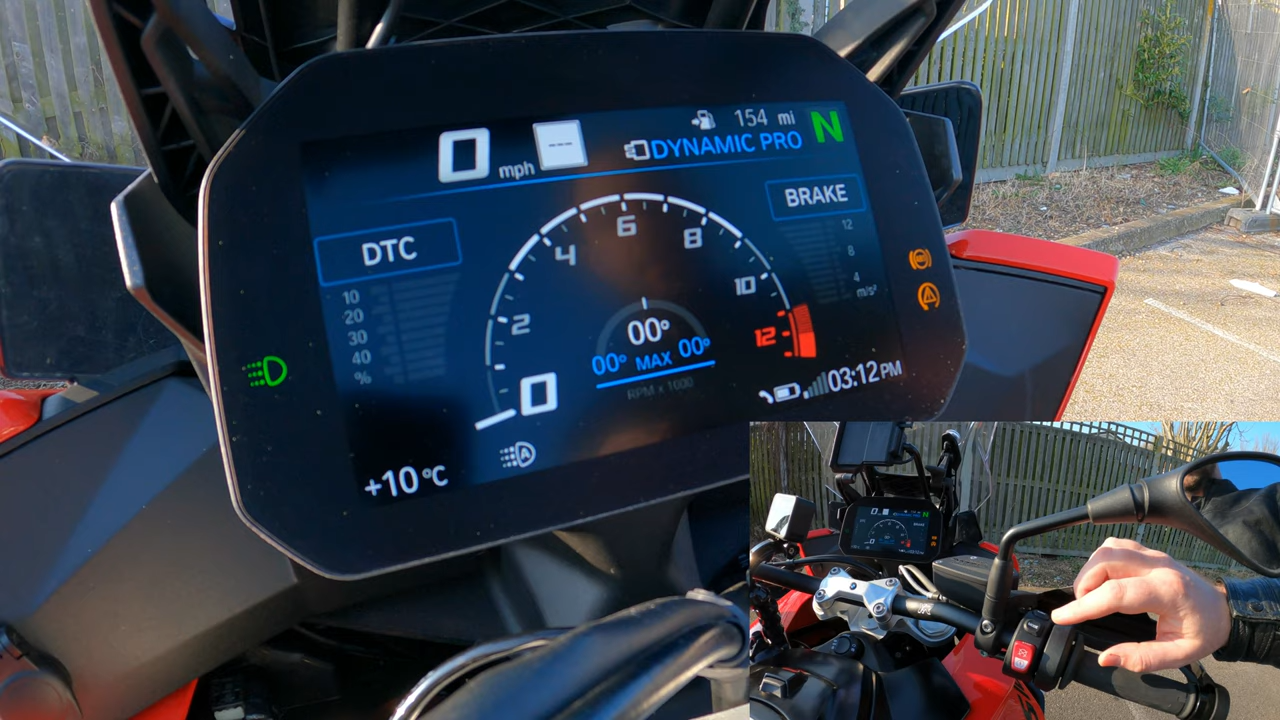 154 mi
0 mph --- DYNAMIC PRO N
DTC
BRAKE
10
20
30
40
%
12
8
4
m/s²
0
2
4
6
8
10
12
00°
00° MAX 00°
RPM x 1000
03:12 PM
A
+10 °C